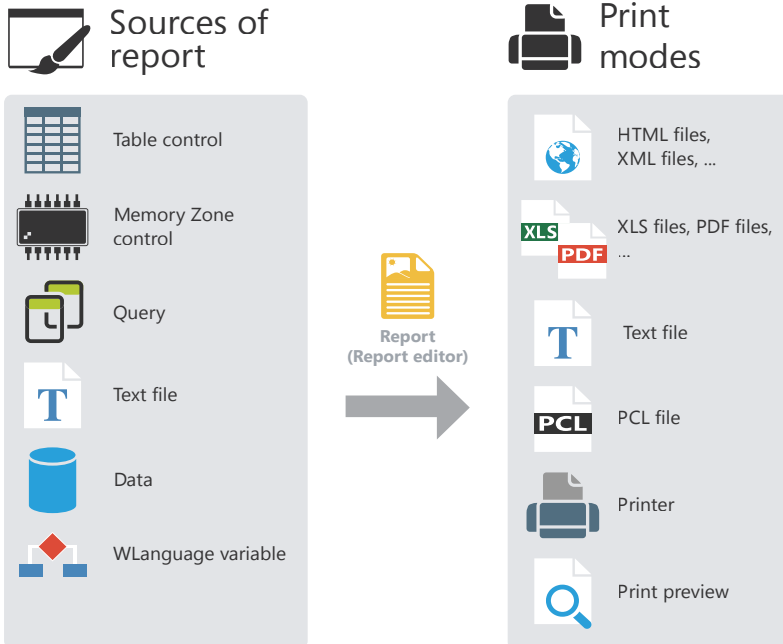 Sources of
report
Table control
Memory Zone
control
Query
T
Text file
Data
WLanguage variable
Report
(Report editor)
Print
modes
HTML files,
XML files, ...
XLS
PDF
XLS files, PDF files,
...
T
Text file
PCL
PCL file
Printer
Print preview